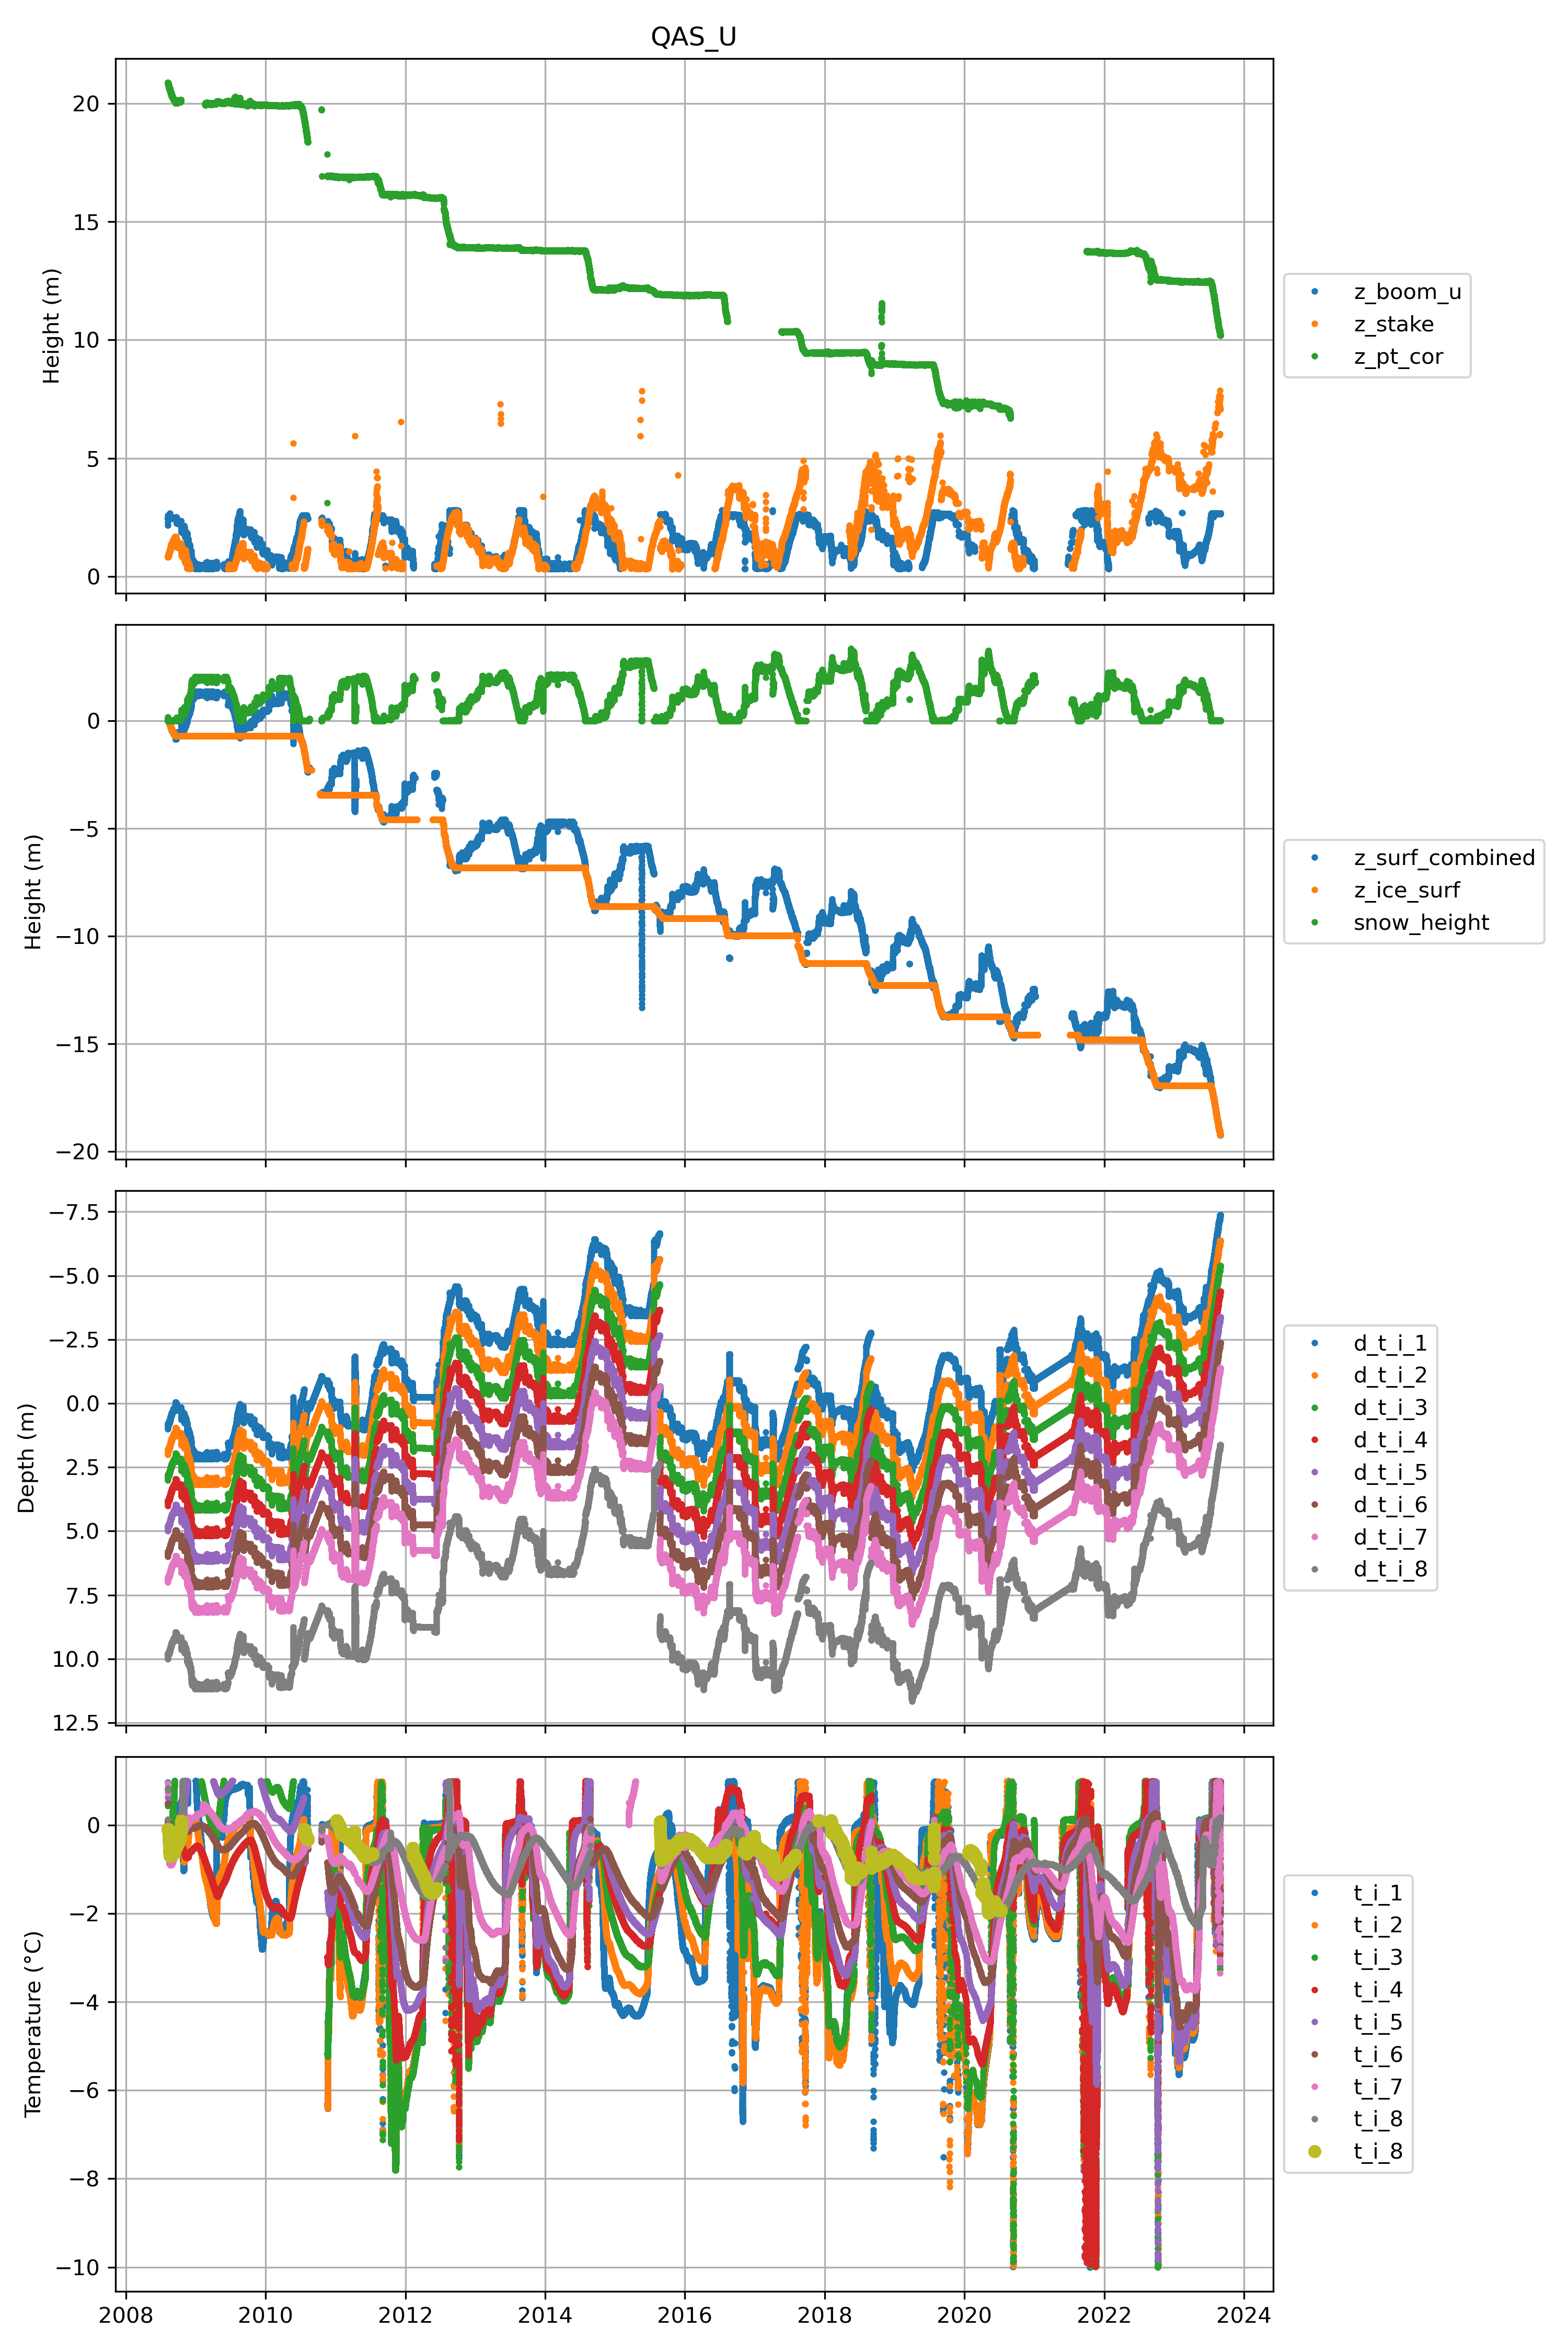 QAS_U
20
15
10
5
0
Height (m)
z_boom_u
z_stake
z_pt_cor
0
−5
−10
−15
−20
Height (m)
z_surf_combined
z_ice_surf
snow_height
−7.5
−5.0
−2.5
0.0
2.5
5.0
7.5
10.0
12.5
Depth (m)
d_t_i_1
d_t_i_2
d_t_i_3
d_t_i_4
d_t_i_5
d_t_i_6
d_t_i_7
d_t_i_8
0
−2
−4
−6
−8
−10
Temperature (°C)
t_i_1
t_i_2
t_i_3
t_i_4
t_i_5
t_i_6
t_i_7
t_i_8
t_i_8
2008 2010 2012 2014 2016 2018 2020 2022 2024